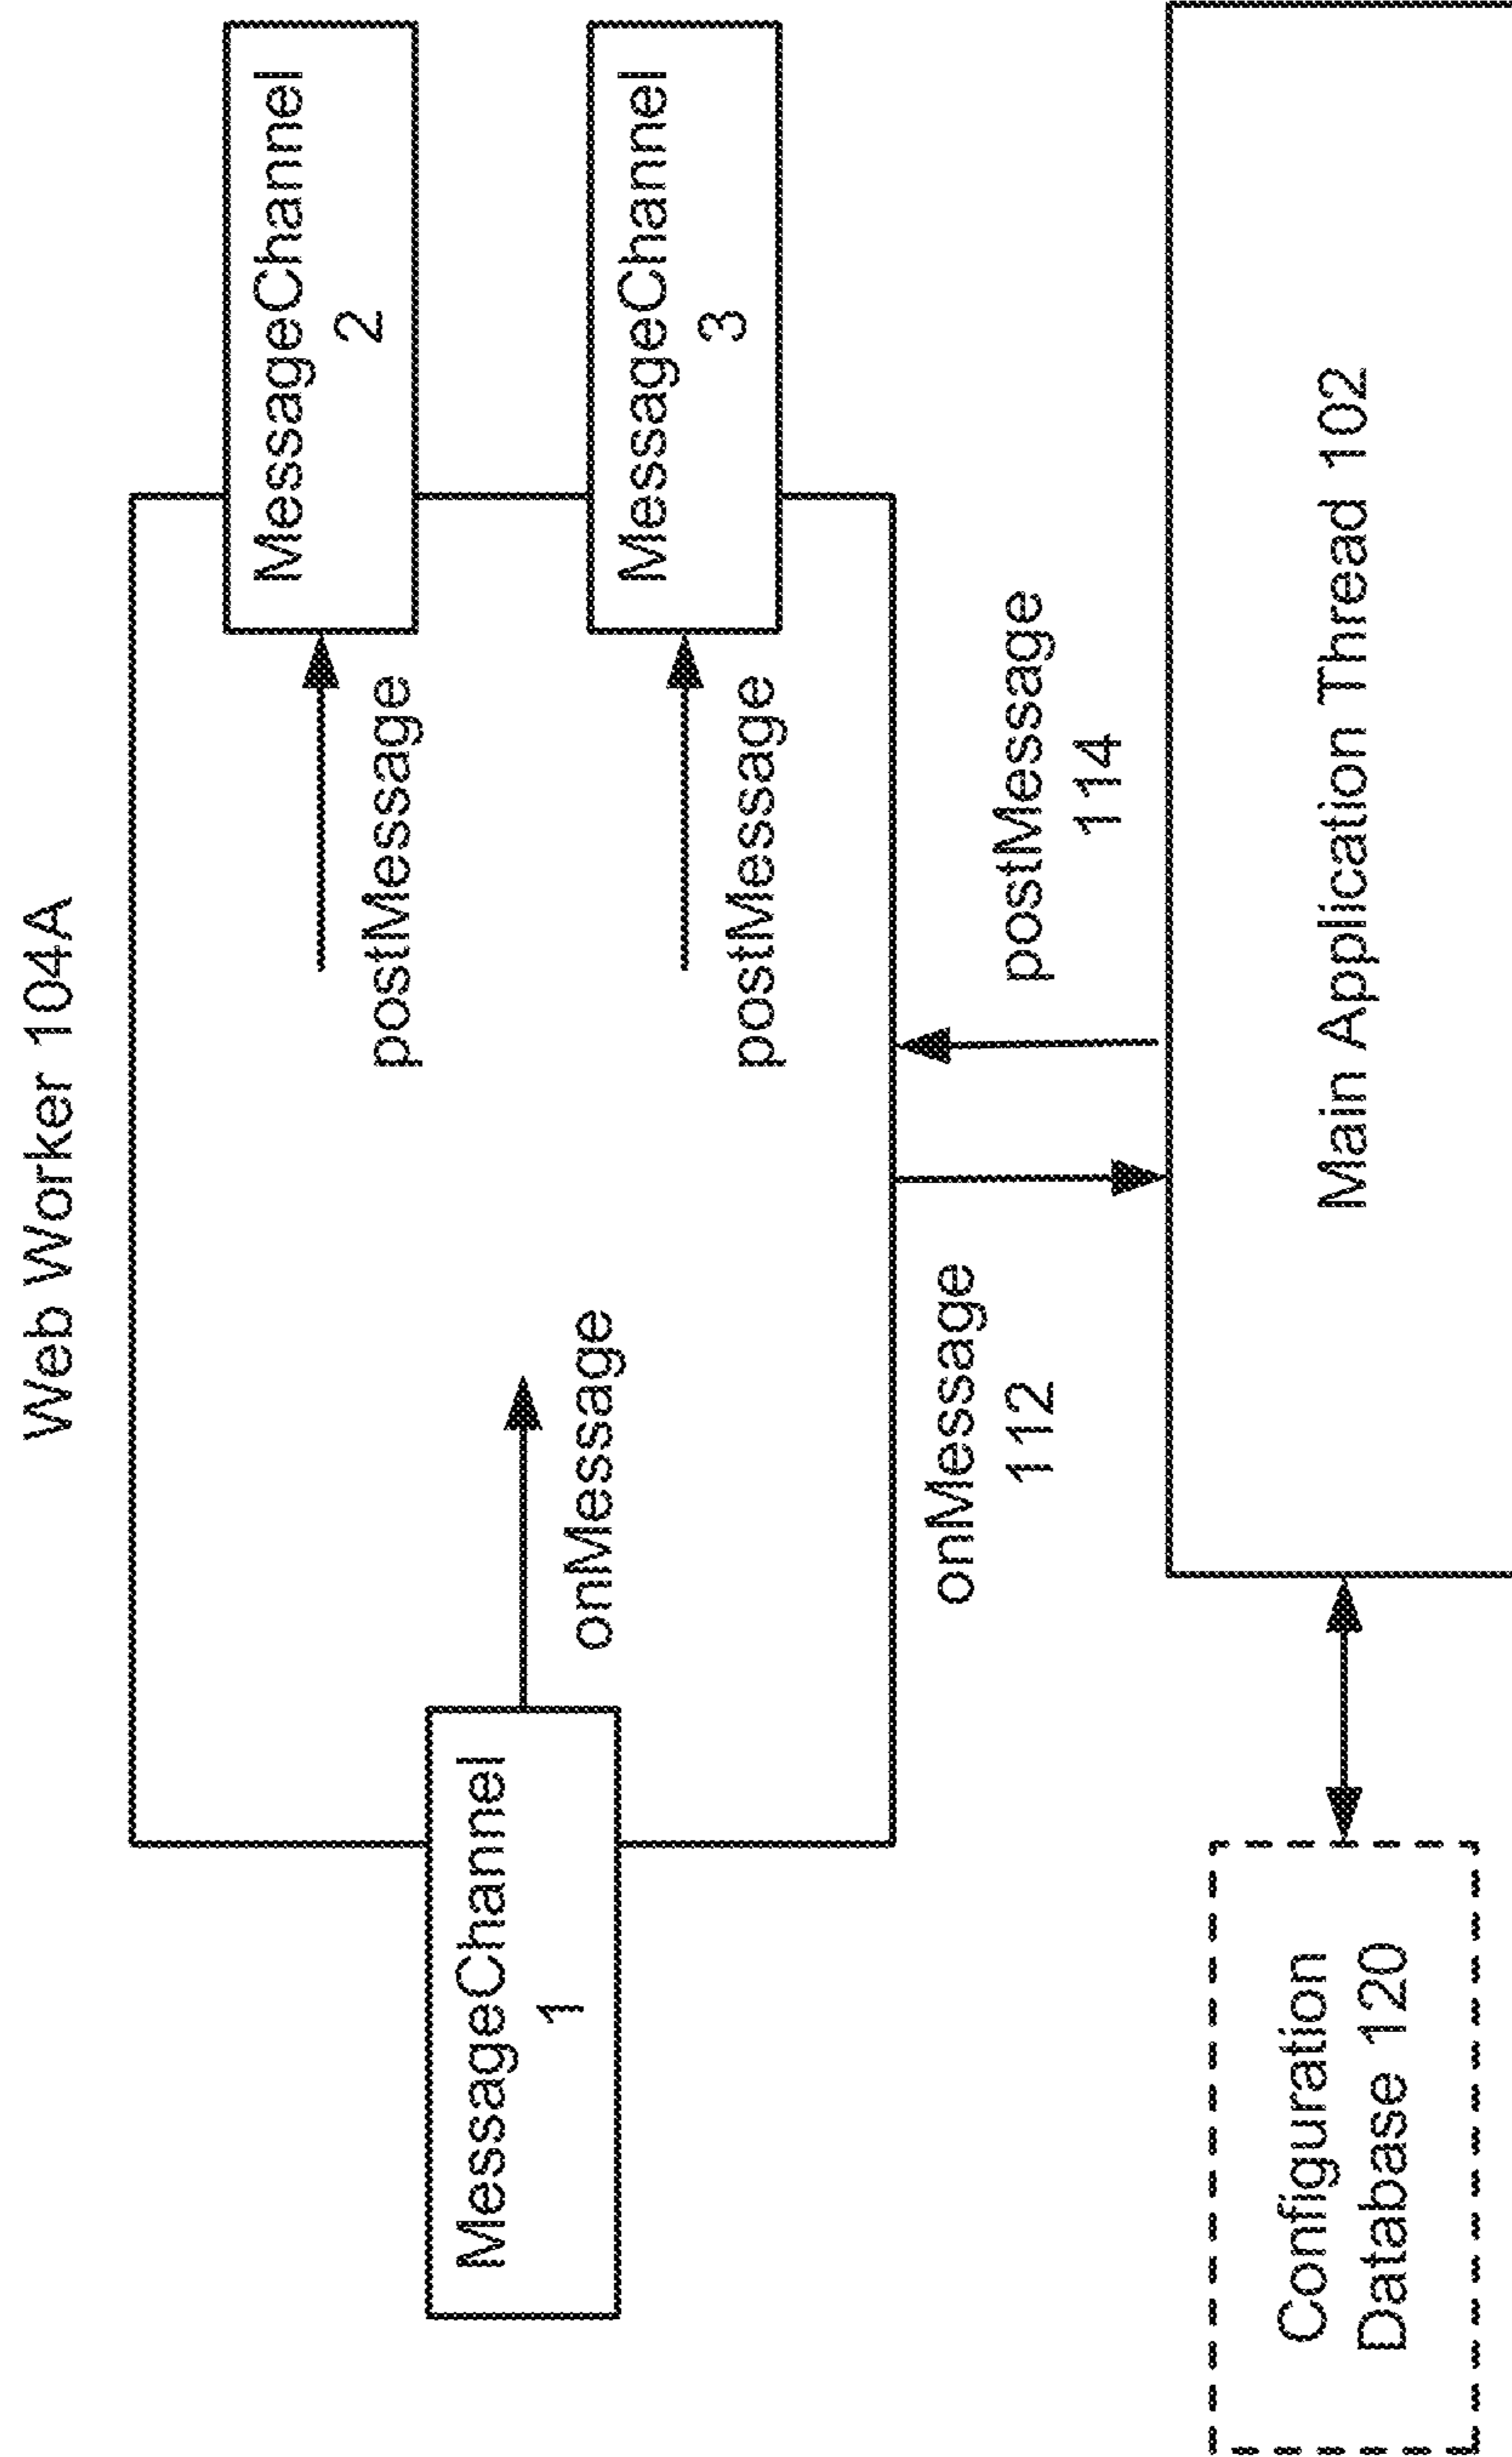 Web Worker 104A
MessageChannel
2
postMessage
MessageChannel
1
onMessage
MessageChannel
3
postMessage
onMessage
112
postMessage
114
Configuration
Database 120
Main Application Thread 102